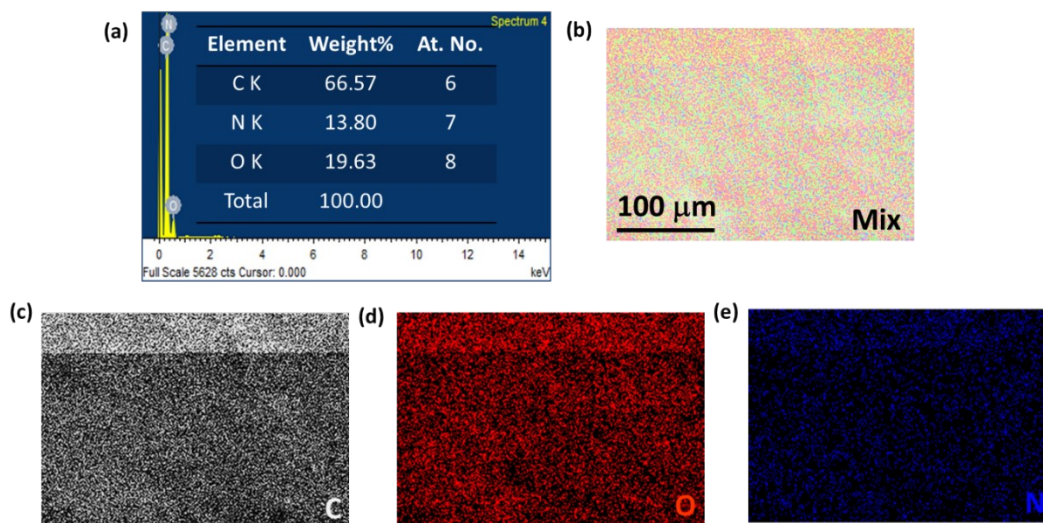 (a)
Spectrum 4
N
C
O
Element Weight% At. No.
C K 66.57 6
N K 13.80 7
O K 19.63 8
Total 100.00
0 2 4 6 8 10 12 14
Full Scale 5628 cts Cursor: 0.000 keV
(b)
100 μm
Mix
(c)
C
(d)
O
(e)
N